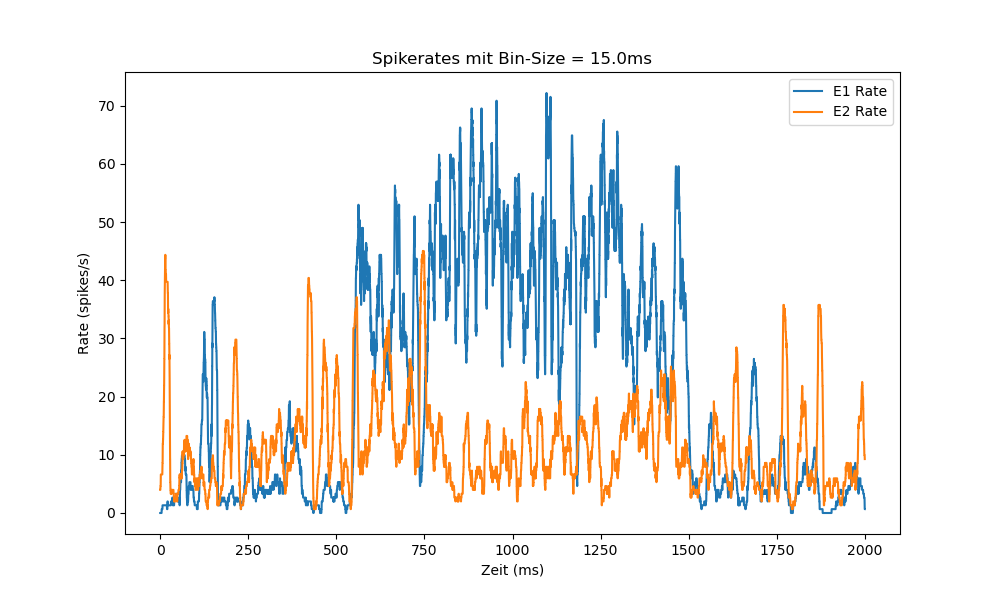 Spikerates mit Bin-Size = 15.0ms
E1 Rate
E2 Rate
Rate (spikes/s)
70
60
50
40
30
20
10
0
0 250 500 750 1000 1250 1500 1750 2000
Zeit (ms)